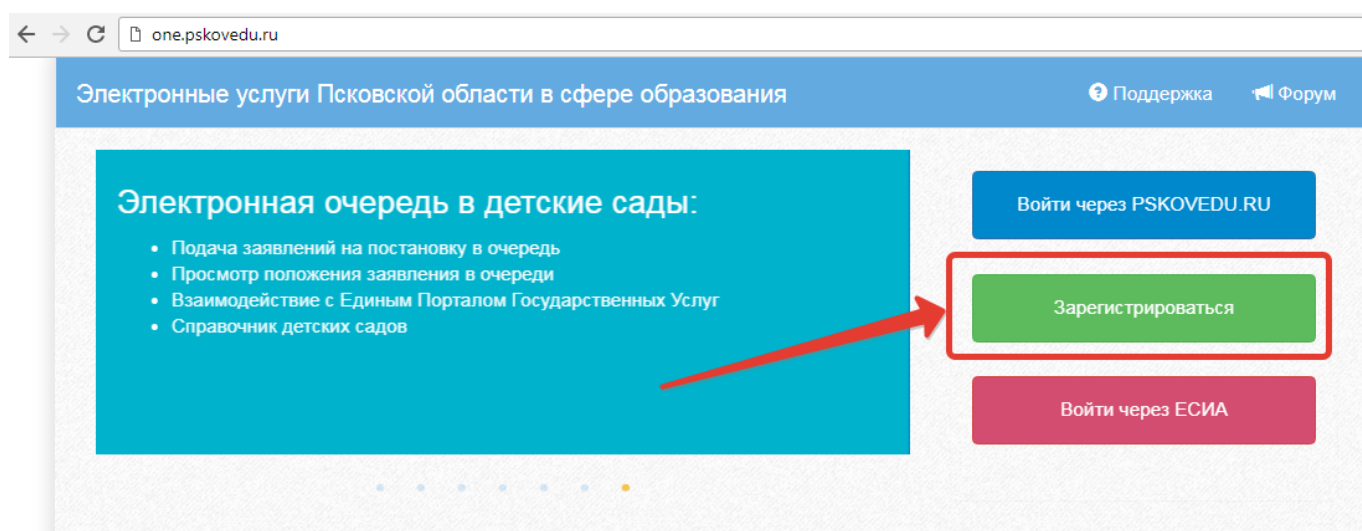 one.pskovedu.ru
Электронные услуги Псковской области в сфере образования
Поддержка
Форум
Электронная очередь в детские сады:
Подача заявлений на постановку в очередь
Просмотр положения заявления в очереди
Взаимодействие с Единым Порталом Государственных Услуг
Справочник детских садов
Войти через PSKOVEDU.RU
Зарегистрироваться
Войти через ЕСИА